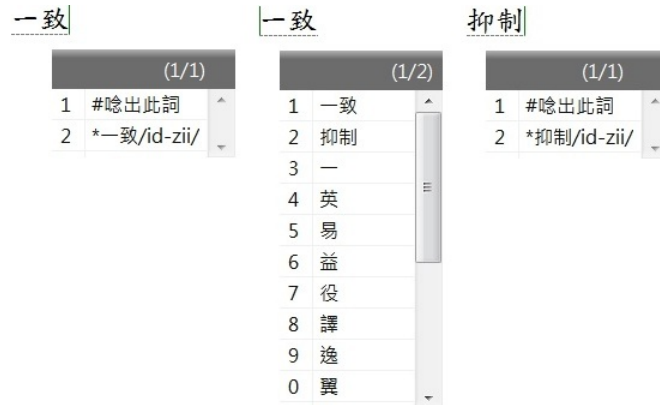 一致
(1/1)
1 #唸出此詞
2 *一致/id-zii/
一致
(1/2)
1 一致
2 抑制
3 一
4 英
5 易
6 益
7 役
8 譯
9 逸
0 翼
抑制
(1/1)
1 #唸出此詞
2 *抑制/id-zii/